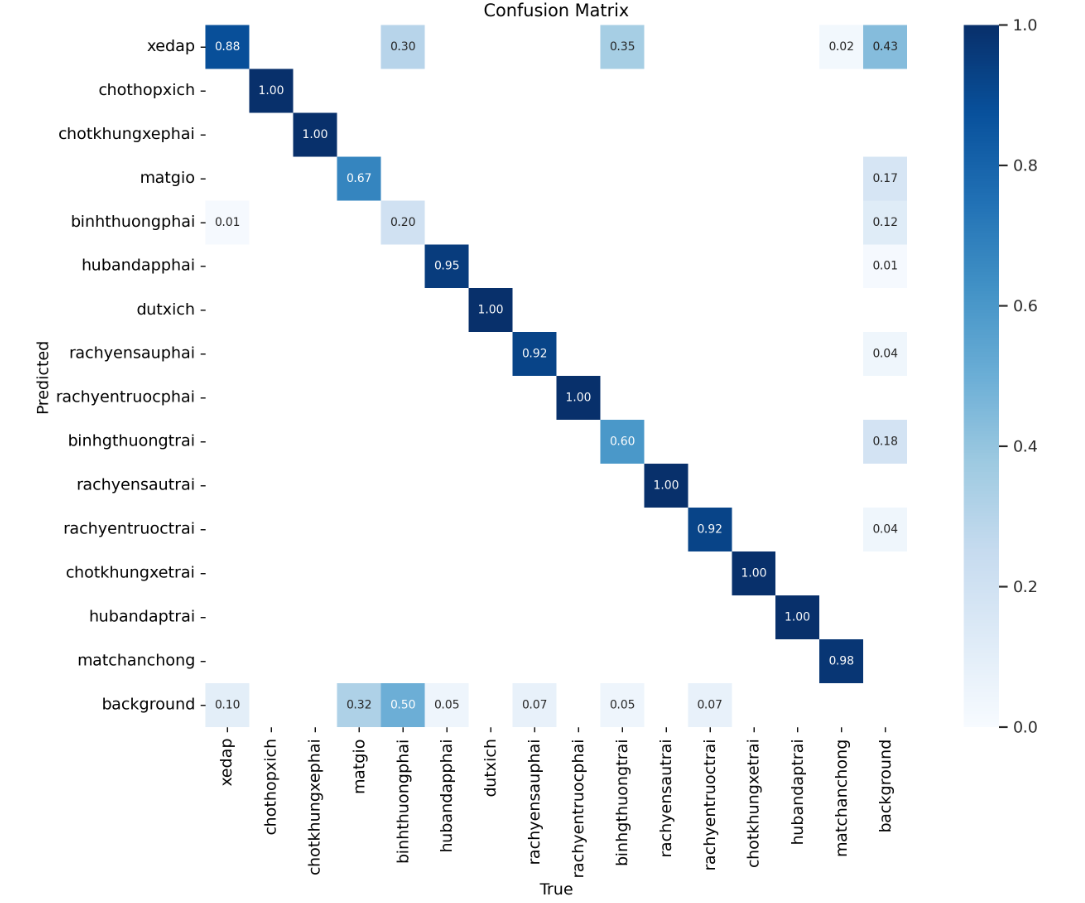 Confusion Matrix
xedap
0.88
0.30
0.35
0.02
0.43
chothopxich
1.00
chotkhungxephai
1.00
matgio
0.67
0.17
binhthuongphai
0.01
0.20
0.12
hubandapphai
0.95
0.01
dutxich
1.00
rachyensauphai
0.92
0.04
rachyentruocphai
1.00
binhgthuongtrai
0.60
0.18
rachyensautrai
1.00
rachyentruoctrai
0.92
0.04
chotkhungxetrai
1.00
hubandaptrai
1.00
matchanchong
0.98
background
0.10
0.32
0.50
0.05
0.07
0.05
0.07
Predicted
xedap
chothopxich
chotkhungxephai
matgio
binhthuongphai
hubandapphai
dutxich
rachyensauphai
rachyentruocphai
binhgthuongtrai
rachyensautrai
rachyentruoctrai
chotkhungxetrai
hubandaptrai
matchanchong
background
True
1.0
0.8
0.6
0.4
0.2
0.0